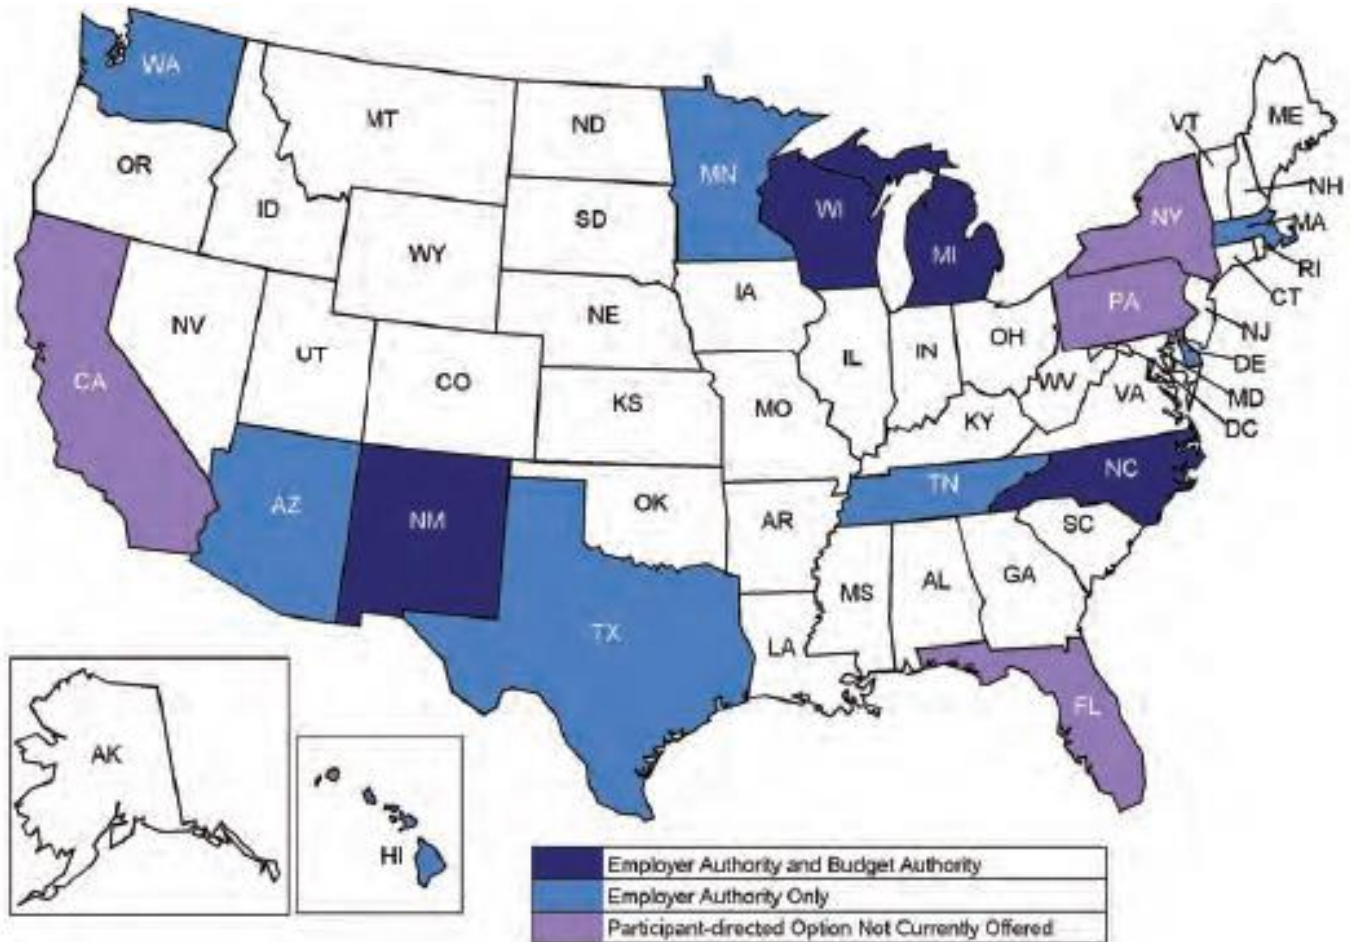 WA
MT
ND
MN
VT
ME
OR
ID
SD
WI
NH
NY
MA
WY
MI
RI
IA
PA
CT
NV
NE
NJ
UT
IL
IN
OH
DE
CA
CO
KS
MO
WV
VA
MD
KY
DC
AZ
NM
OK
TN
NC
AR
SC
TX
MS
AL
GA
LA
FL
AK
HI
Employer Authority and Budget Authority
Employer Authority Only
Participant-directed Option Not Currently Offered